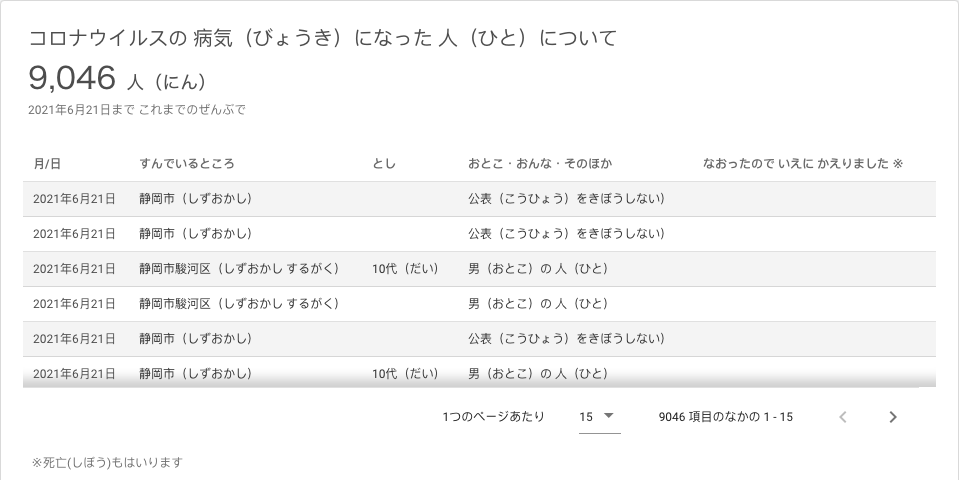 コロナウイルスの 病気（びょうき）になった 人（ひと）について
9,046 人（にん）
2021年6月21日まで これまでのぜんぶで
月/日 すんでいるところ とし おとこ・おんな・そのほか なおったので いえに かえりました ※
2021年6月21日 静岡市（しずおかし） 公表（こうひょう）をきぼうしない）
2021年6月21日 静岡市（しずおかし） 公表（こうひょう）をきぼうしない）
2021年6月21日 静岡市駿河区（しずおかし するがく） 10代（だい） 男（おとこ）の 人（ひと）
2021年6月21日 静岡市駿河区（しずおかし するがく） 男（おとこ）の 人（ひと）
2021年6月21日 静岡市（しずおかし） 公表（こうひょう）をきぼうしない）
2021年6月21日 静岡市（しずおかし） 10代（だい） 男（おとこ）の 人（ひと）
1つのページあたり 15 9046 項目のなかの 1 - 15
※死亡(しぼう)もはいります